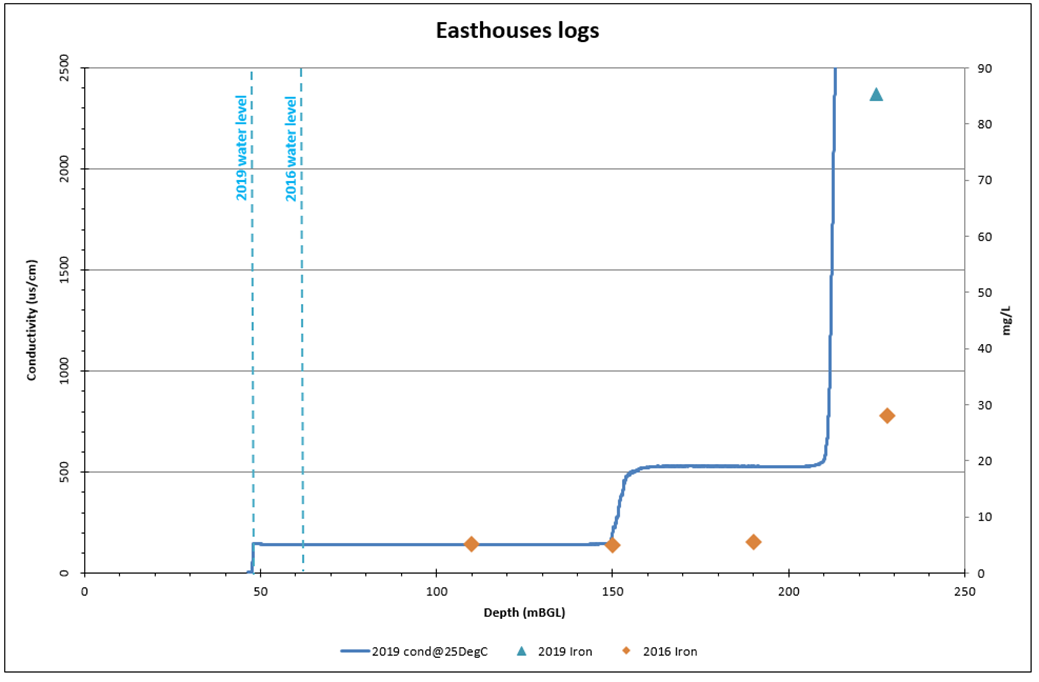 Easthouses logs
2500
2000
1500
1000
500
0
Conductivity (us/cm)
2019 water level
2016 water level
90
80
70
60
50
40
30
20
10
0
mg/L
0
50
100
150
200
250
Depth (mBGL)
2019 cond@25DegC
2019 Iron
2016 Iron